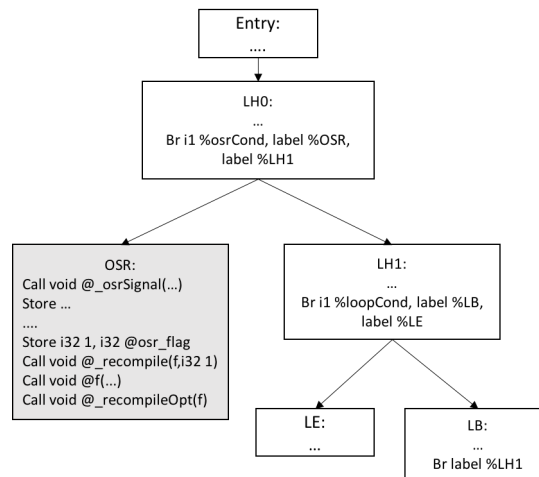 Entry:
....
LH0:
...
Br i1 %osrCond, label %OSR,
label %LH1
OSR:
Call void @_osrSignal(...)
Store ...
....
Store i32 1, i32 @osr_flag
Call void @_recompile(f,i32 1)
Call void @f(...)
Call void @_recompileOpt(f)
LH1:
...
Br i1 %loopCond, label %LB,
label %LE
LE:
...
LB:
...
Br label %LH1